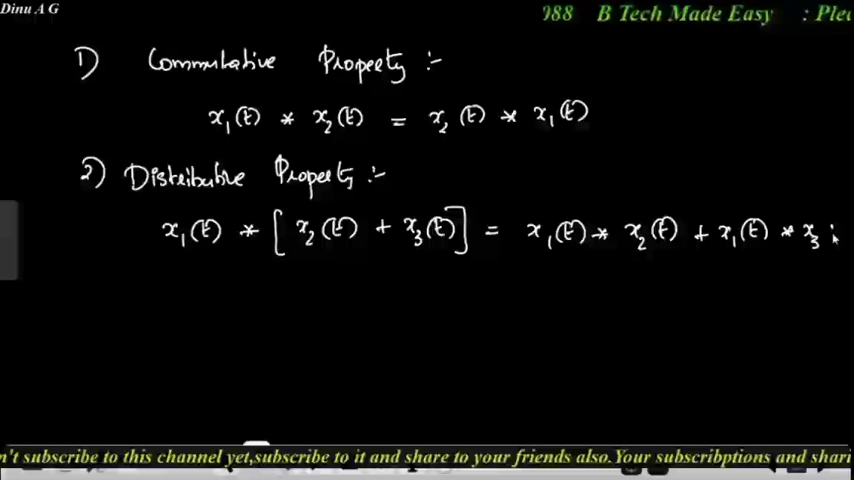 Dinu A G
988 B Tech Made Easy : Plea
1) Commutative Property :-
x₁(t) * x₂(t) = x₂(t) * x₁(t)
2) Distributive Property :-
x₁(t) * [x₂(t) + x₃(t)] = x₁(t) * x₂(t) + x₁(t) * x₃
n't subscribe to this channel yet,subscribe to it and share to your friends also.Your subscribptions and shari